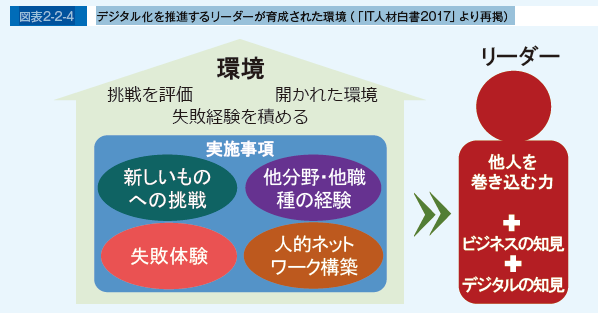 図表2-2-4 デジタル化を推進するリーダーが育成された環境(「IT人材白書2017」より再掲)
環境
挑戦を評価 開かれた環境
失敗経験を積める
実施事項
新しいもの
への挑戦
他分野・他職
種の経験
失敗体験
人的ネット
ワーク構築
リーダー
他人を
巻き込む力
+
ビジネスの知見
+
デジタルの知見